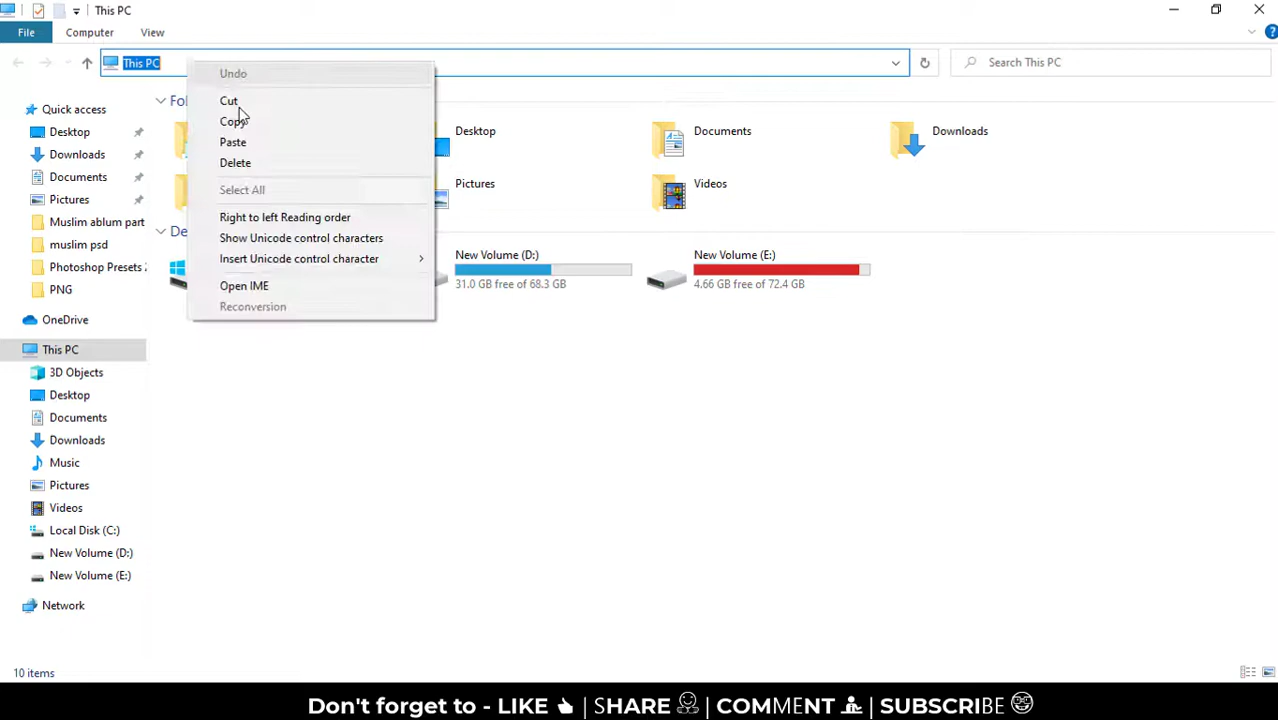 This PC
File Computer View
This PC
Search This PC
Undo
Cut
Copy
Paste
Delete
Select All
Right to left Reading order
Show Unicode control characters
Insert Unicode control character
Open IME
Reconversion
Quick access
Desktop
Downloads
Documents
Pictures
Muslim ablum part
muslim psd
Photoshop Presets 2
PNG
OneDrive
This PC
3D Objects
Desktop
Documents
Downloads
Music
Pictures
Videos
Local Disk (C:)
New Volume (D:)
New Volume (E:)
Network
Desktop
Documents
Downloads
Pictures
Videos
New Volume (D:)
31.0 GB free of 68.3 GB
New Volume (E:)
4.66 GB free of 72.4 GB
10 items
Don't forget to - LIKE | SHARE | COMMENT | SUBSCRIBE